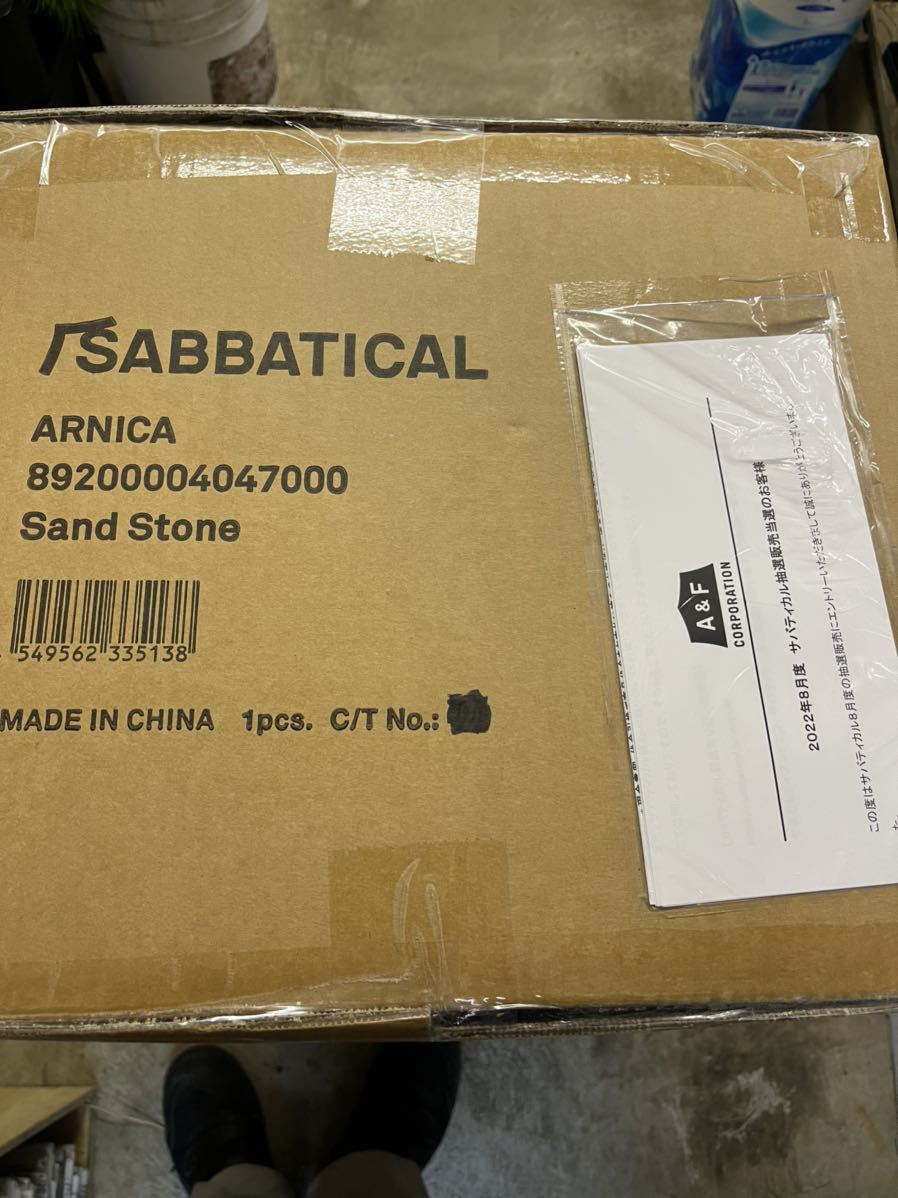 SABBATICAL
ARNICA
89200004047000
Sand Stone
549562 335138
MADE IN CHINA 1pcs. C/T No.:
A & F
CORPORATION
2022年8月度 サバティカル抽選販売当選のお客様
この度はサバティカル8月度の抽選販売にエントリーいただきまして誠にありがとうございま
た